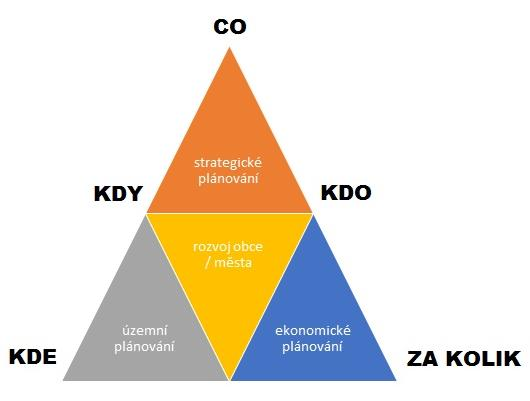 CO
strategické
plánování
KDY
KDO
rozvoj obce
/ města
územní
plánování
ekonomické
plánování
KDE
ZA KOLIK